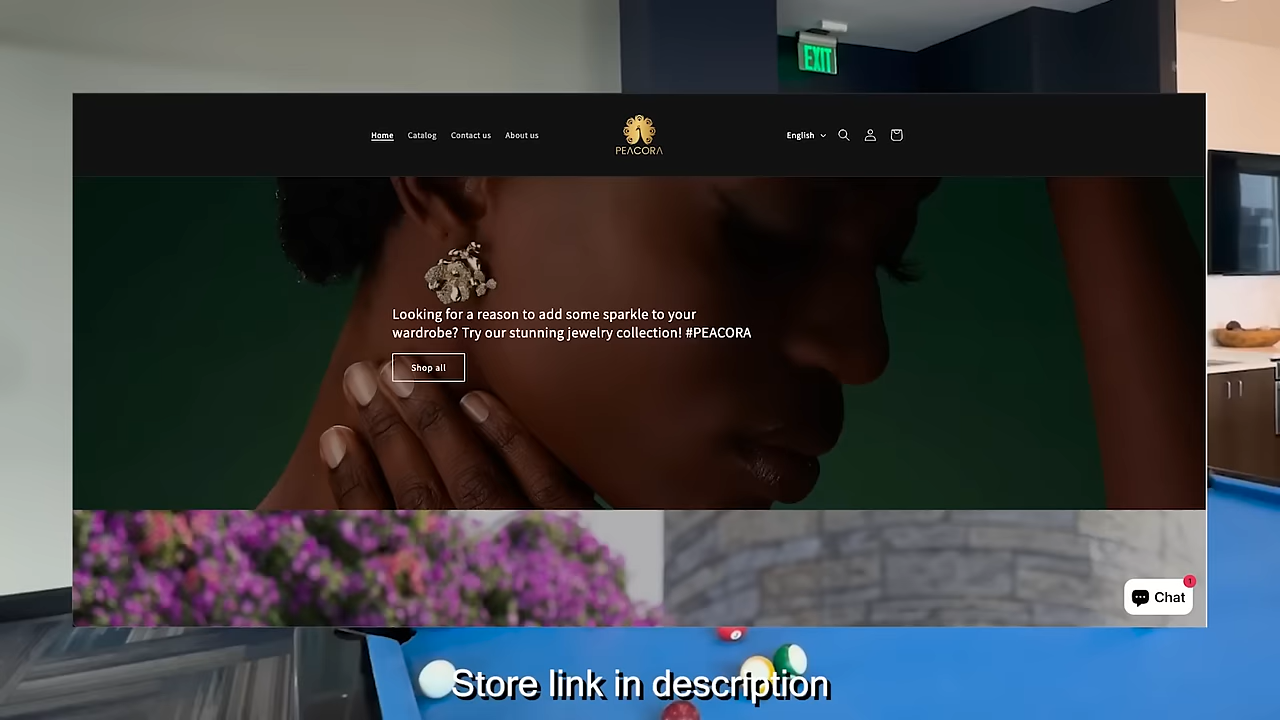 EXIT
Home Catalog Contact us About us
PEACORA
English
Looking for a reason to add some sparkle to your
wardrobe? Try our stunning jewelry collection! #PEACORA
Shop all
1
Chat
Store link in description